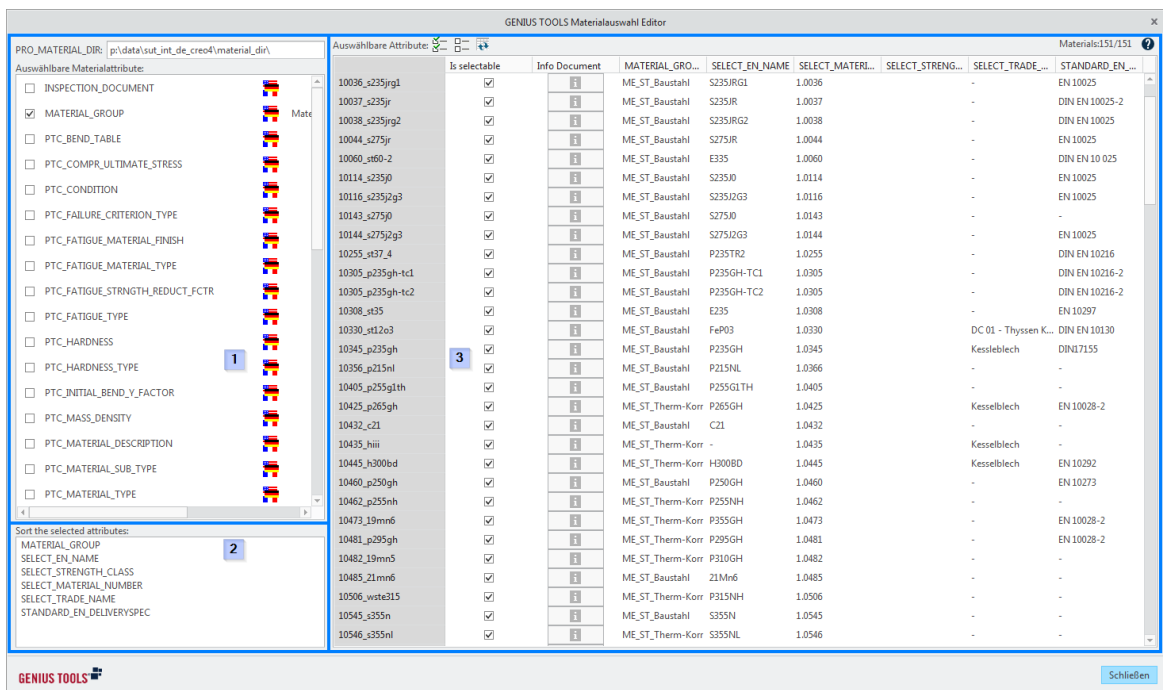 GENIUS TOOLS Materialauswahl Editor x
PRO_MATERIAL_DIR: p:\data\sut_int_de_creo4\material_dir\
Auswählbare Materialattribute:
INSPECTION_DOCUMENT
MATERIAL_GROUP Mate
PTC_BEND_TABLE
PTC_COMPR_ULTIMATE_STRESS
PTC_CONDITION
PTC_FAILURE_CRITERION_TYPE
PTC_FATIGUE_MATERIAL_FINISH
PTC_FATIGUE_MATERIAL_TYPE
PTC_FATIGUE_STRNGTH_REDUCT_FCTR
PTC_FATIGUE_TYPE
PTC_HARDNESS
PTC_HARDNESS_TYPE
PTC_INITIAL_BEND_Y_FACTOR
PTC_MASS_DENSITY
PTC_MATERIAL_DESCRIPTION
PTC_MATERIAL_SUB_TYPE
PTC_MATERIAL_TYPE
1
Sort the selected attributes:
MATERIAL_GROUP
SELECT_EN_NAME
SELECT_STRENGTH_CLASS
SELECT_MATERIAL_NUMBER
SELECT_TRADE_NAME
STANDARD_EN_DELIVERYSPEC
2
Auswählbare Attribute: Materials:151/151 ?
Is selectable Info Document MATERIAL_GRO... SELECT_EN_NAME SELECT_MATERI... SELECT_STRENG... SELECT_TRADE_... STANDARD_EN_...
10036_s235jrg1 i ME_ST_Baustahl S235JRG1 1.0036 - EN 10025
10037_s235jr i ME_ST_Baustahl S235JR 1.0037 - DIN EN 10025-2
10038_s235jrg2 i ME_ST_Baustahl S235JRG2 1.0038 - DIN EN 10025
10044_s275jr i ME_ST_Baustahl S275JR 1.0044 - EN 10025
10060_st60-2 i ME_ST_Baustahl E335 1.0060 - DIN EN 10 025
10114_s235j0 i ME_ST_Baustahl S235J0 1.0114 - EN 10025
10116_s235j2g3 i ME_ST_Baustahl S235J2G3 1.0116 - EN 10025
10143_s275j0 i ME_ST_Baustahl S275J0 1.0143 - -
10144_s275j2g3 i ME_ST_Baustahl S275J2G3 1.0144 - EN 10025
10255_st37_4 i ME_ST_Baustahl P235TR2 1.0255 - EN 10216
10305_p235gh-tc1 i ME_ST_Baustahl P235GH-TC1 1.0305 - DIN EN 10216-2
10305_p235gh-tc2 i ME_ST_Baustahl P235GH-TC2 1.0305 - DIN EN 10216-2
10308_st35 i ME_ST_Baustahl E235 1.0308 - EN 10297
10330_st12o3 i ME_ST_Baustahl FeP03 1.0330 DC 01 - Thyssen K... DIN EN 10130
10345_p235gh i ME_ST_Baustahl P235GH 1.0345 Kessleblech DIN17155
10356_p215nl i ME_ST_Baustahl P215NL 1.0366 - -
10405_p255g1th i ME_ST_Baustahl P255G1TH 1.0405 - -
10425_p265gh i ME_ST_Therm-Korr P265GH 1.0425 Kesselblech EN 10028-2
10432_c21 i ME_ST_Baustahl C21 1.0432 - -
10435_hiii i ME_ST_Therm-Korr - 1.0435 Kesselblech -
10445_h300bd i ME_ST_Therm-Korr H300BD 1.0445 Kesselblech EN 10292
10460_p250gh i ME_ST_Baustahl P250GH 1.0460 - EN 10273
10462_p255nh i ME_ST_Therm-Korr P255NH 1.0462 - -
10473_19mn6 i ME_ST_Therm-Korr P355GH 1.0473 - EN 10028-2
10481_p295gh i ME_ST_Therm-Korr P295GH 1.0481 - EN 10028-2
10482_19mn5 i ME_ST_Therm-Korr P310GH 1.0482 - -
10485_21mn6 i ME_ST_Baustahl 21Mn6 1.0485 - -
10506_wste315 i ME_ST_Therm-Korr P315NH 1.0506 - -
10545_s355n i ME_ST_Baustahl S355N 1.0545 - -
10546_s355nl i ME_ST_Therm-Korr S355NL 1.0546 - -
3
GENIUS TOOLS
Schließen